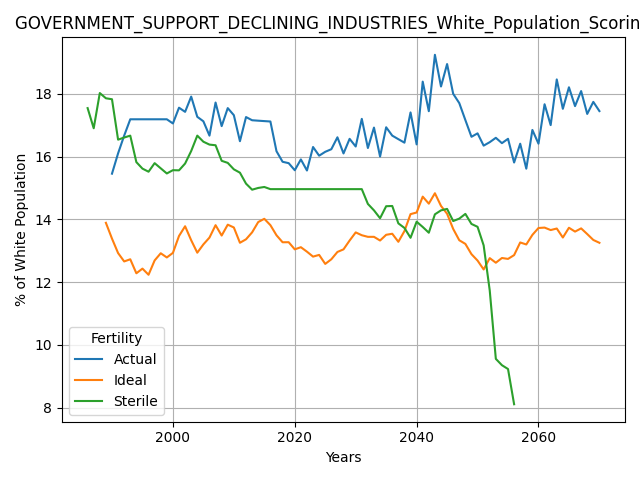 GOVERNMENT_SUPPORT_DECLINING_INDUSTRIES_White_Population_Scorin
% of White Population
18
16
14
12
10
8
Fertility
Actual
Ideal
Sterile
2000 2020 2040 2060
Years